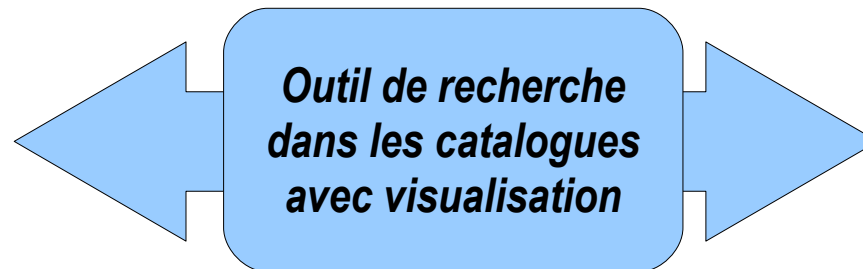 Outil de recherche
dans les catalogues
avec visualisation